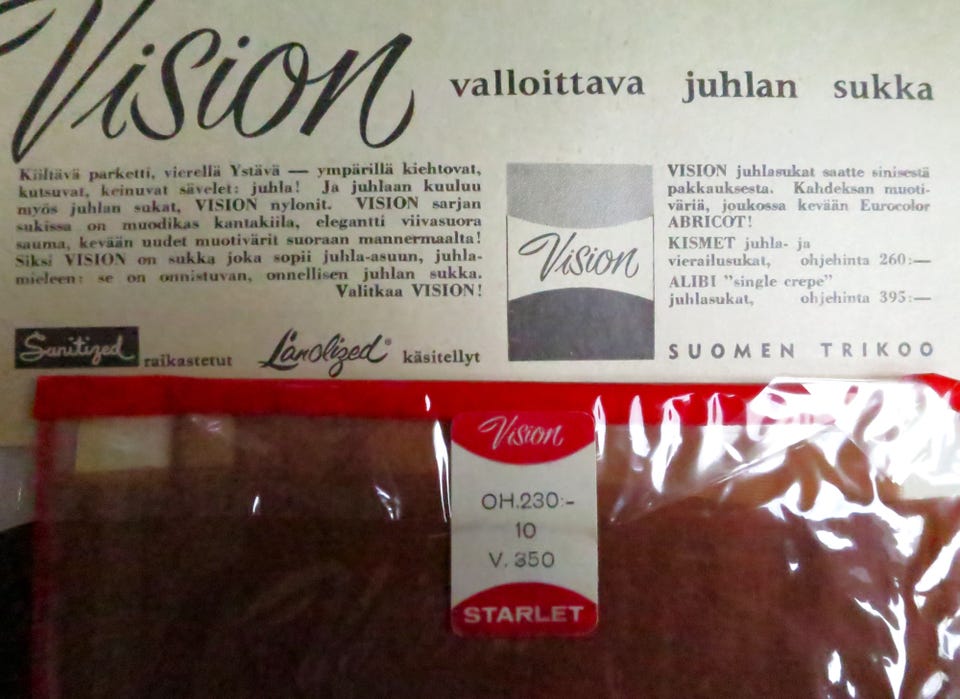 Vision
valloittava juhlan sukka
Kiiltävä parketti, vierellä Ystävä — ympärillä kiehtovat,
kutsuvat, keinuvat sävelet: juhla! Ja juhlaan kuuluu
myös juhlan sukat, VISION nylonit. VISION sarjan
sukissa on muodikas kantakiila, elegantti viivasuora
sauma, kevään uudet muotivärit suoraan mannermaalta!
Siksi VISION on sukka joka sopii juhla-asuun, juhla-
mieleen: se on onnistuvan, onnellisen juhlan sukka.
Valitkaa VISION!
Sanitized raikastetut Lanolized® käsitellyt
Vision
VISION juhlasukat saatte sinisestä
pakkauksesta. Kahdeksan muoti-
väriä, joukossa kevään Eurocolor
ABRICOT!
KISMET juhla- ja
vierailusukat, ohjehinta 260:—
ALIBI "single crepe"
juhlasukat, ohjehinta 395:—
SUOMEN TRIKOO
Vision
OH.230:-
10
V. 350
STARLET